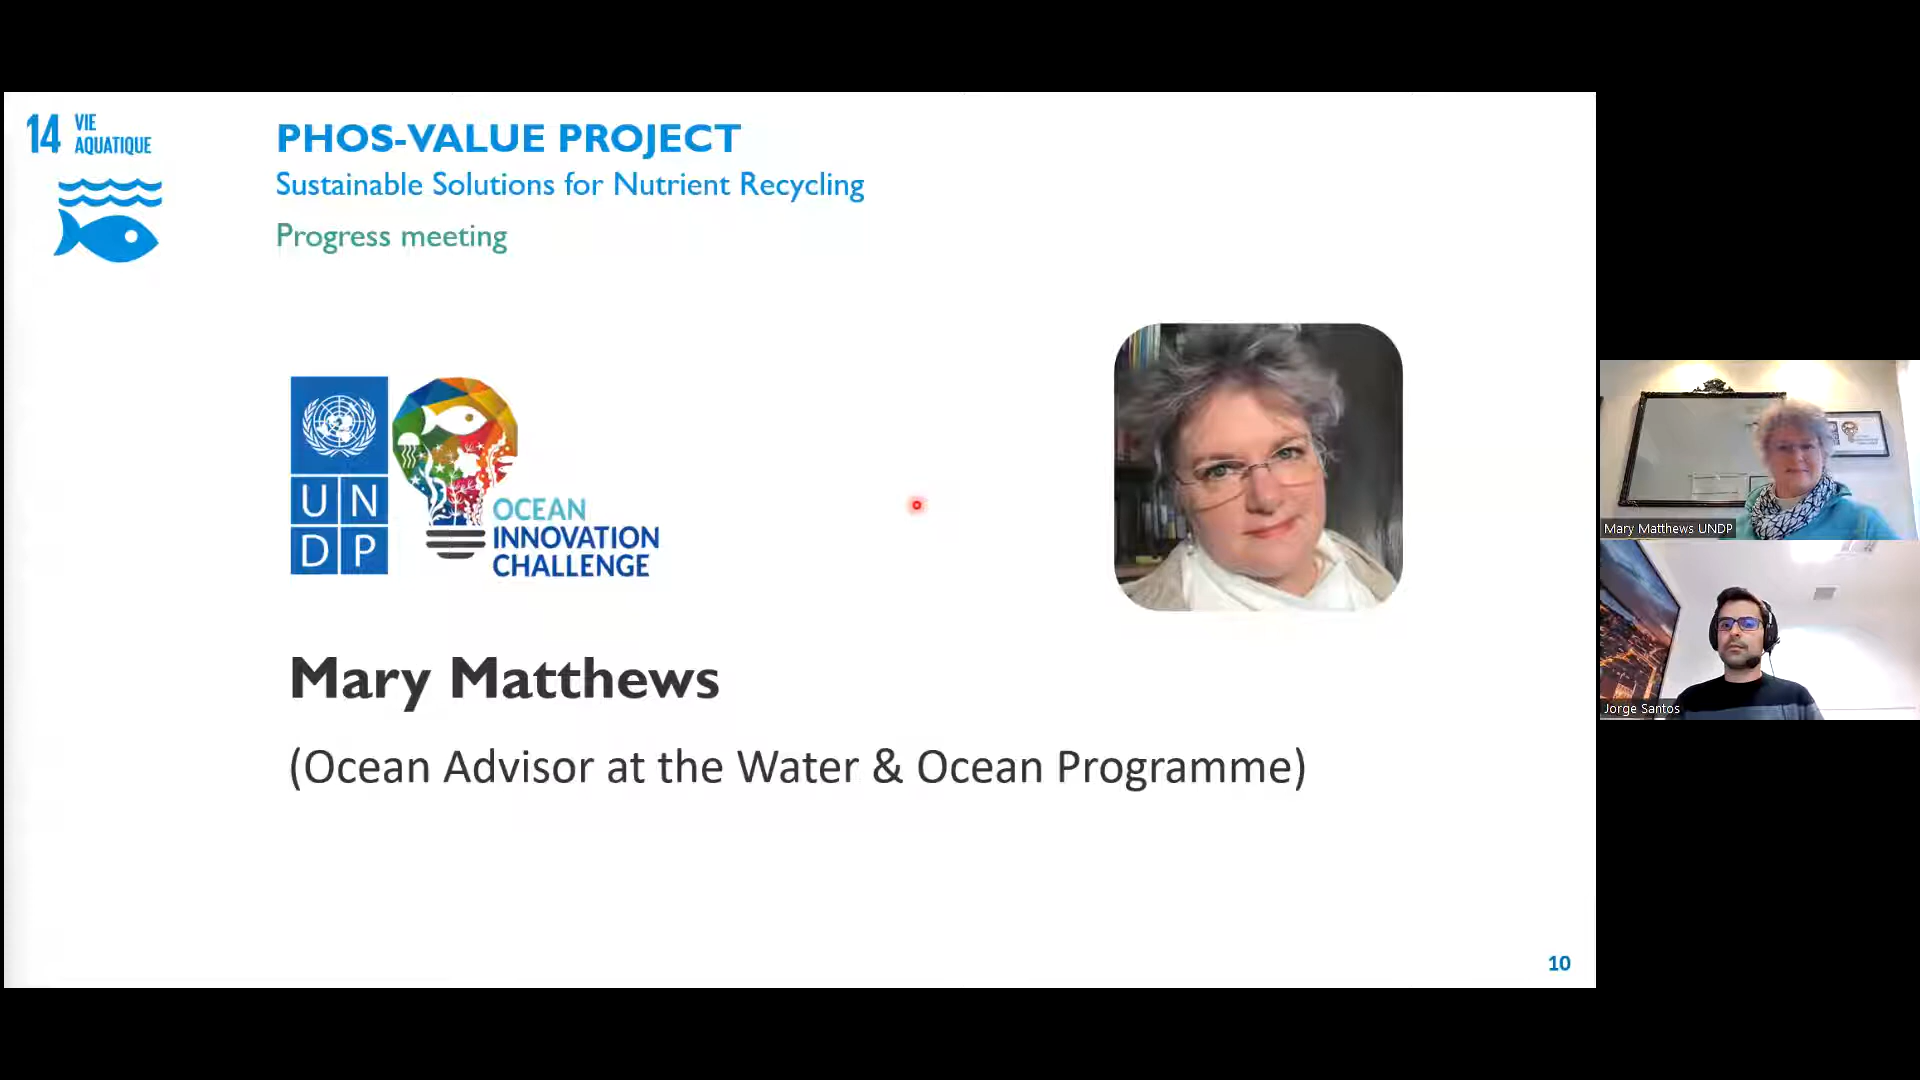 14 VIE
AQUATIQUE
PHOS-VALUE PROJECT
Sustainable Solutions for Nutrient Recycling
Progress meeting
U N
D P
OCEAN
INNOVATION
CHALLENGE
Mary Matthews
(Ocean Advisor at the Water & Ocean Programme)
10
Mary Matthews UNDP
Jorge Santos